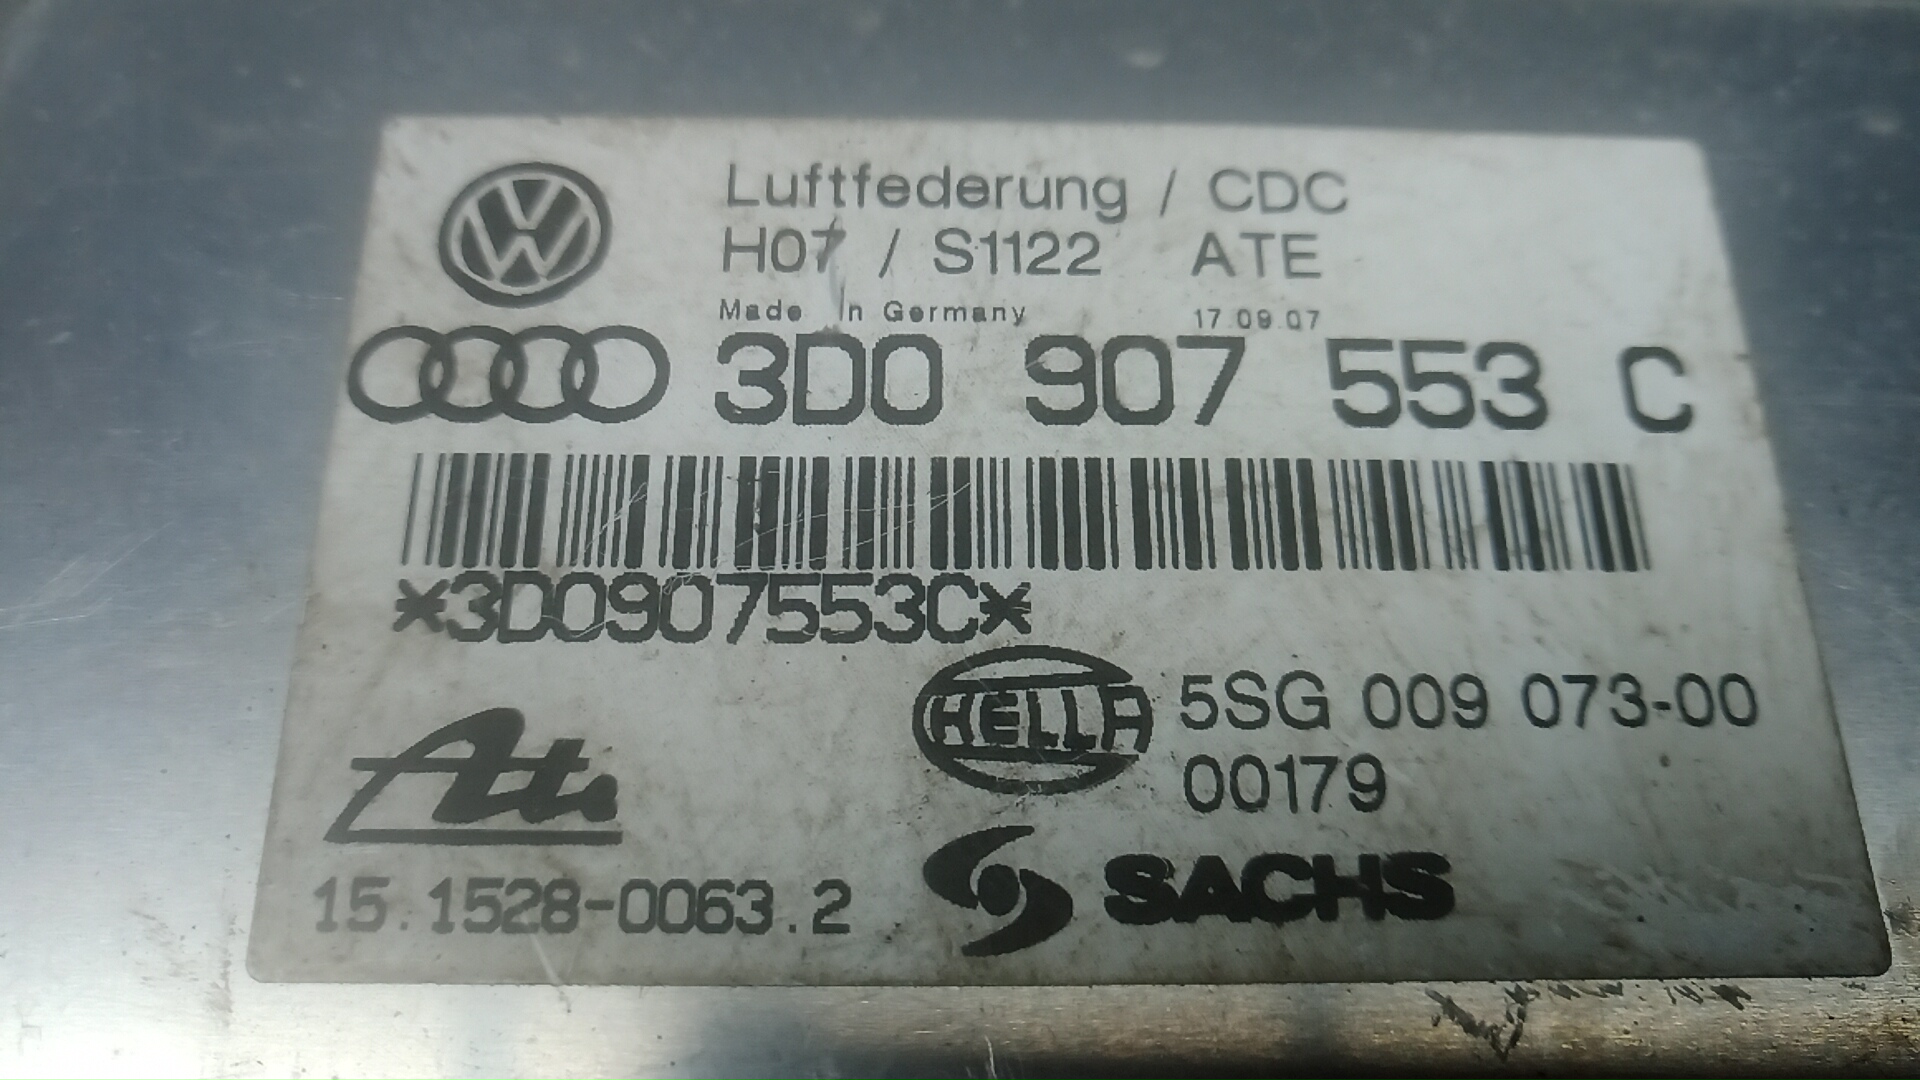 Luftfederung / CDC
H07 / S1122 ATE
Made In Germany 17.09.07
3D0 907 553 C
*3D0907553C*
HELLA 5SG 009 073-00
00179
Ate
SACHS
15.1528-0063.2